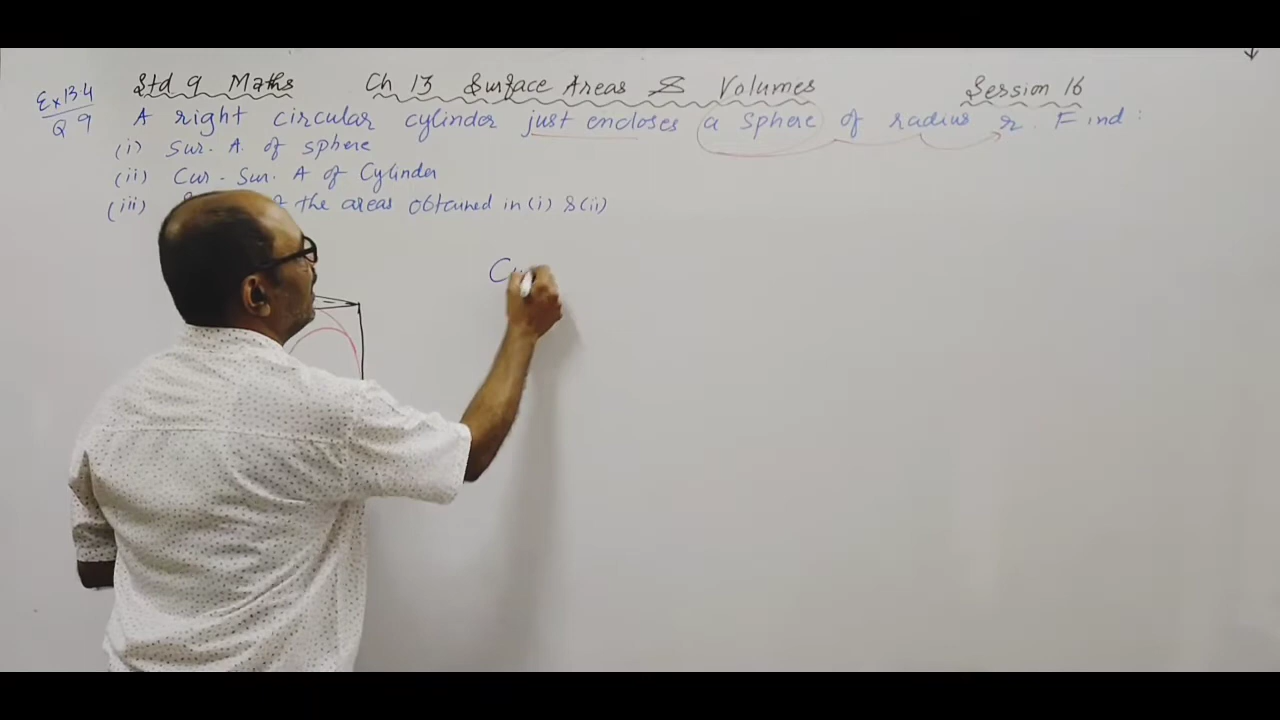 Std 9 Maths Ch 13 Surface Areas & Volumes Session 16
Ex 13.4
Q 9
A right circular cylinder just encloses a sphere of radius r. Find:
(i) Sur. A. of sphere
(ii) Cur. Sur. A of Cylinder
(iii) the areas obtained in (i) & (ii)